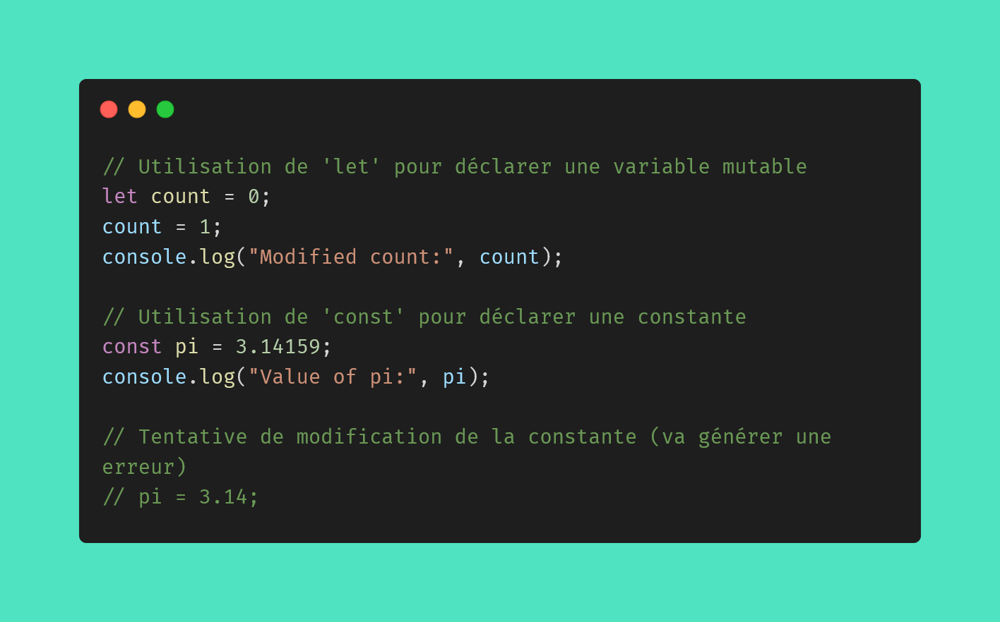 // Utilisation de 'let' pour déclarer une variable mutable
let count = 0;
count = 1;
console.log("Modified count:", count);
// Utilisation de 'const' pour déclarer une constante
const pi = 3.14159;
console.log("Value of pi:", pi);
// Tentative de modification de la constante (va générer une
erreur)
// pi = 3.14;